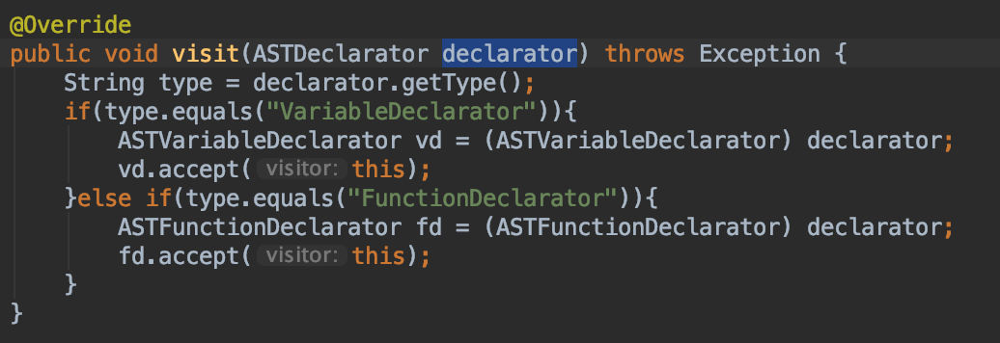 @Override
public void visit(ASTDeclarator declarator) throws Exception {
    String type = declarator.getType();
    if(type.equals("VariableDeclarator")){
        ASTVariableDeclarator vd = (ASTVariableDeclarator) declarator;
        vd.accept( visitor: this);
    }else if(type.equals("FunctionDeclarator")){
        ASTFunctionDeclarator fd = (ASTFunctionDeclarator) declarator;
        fd.accept( visitor: this);
    }
}